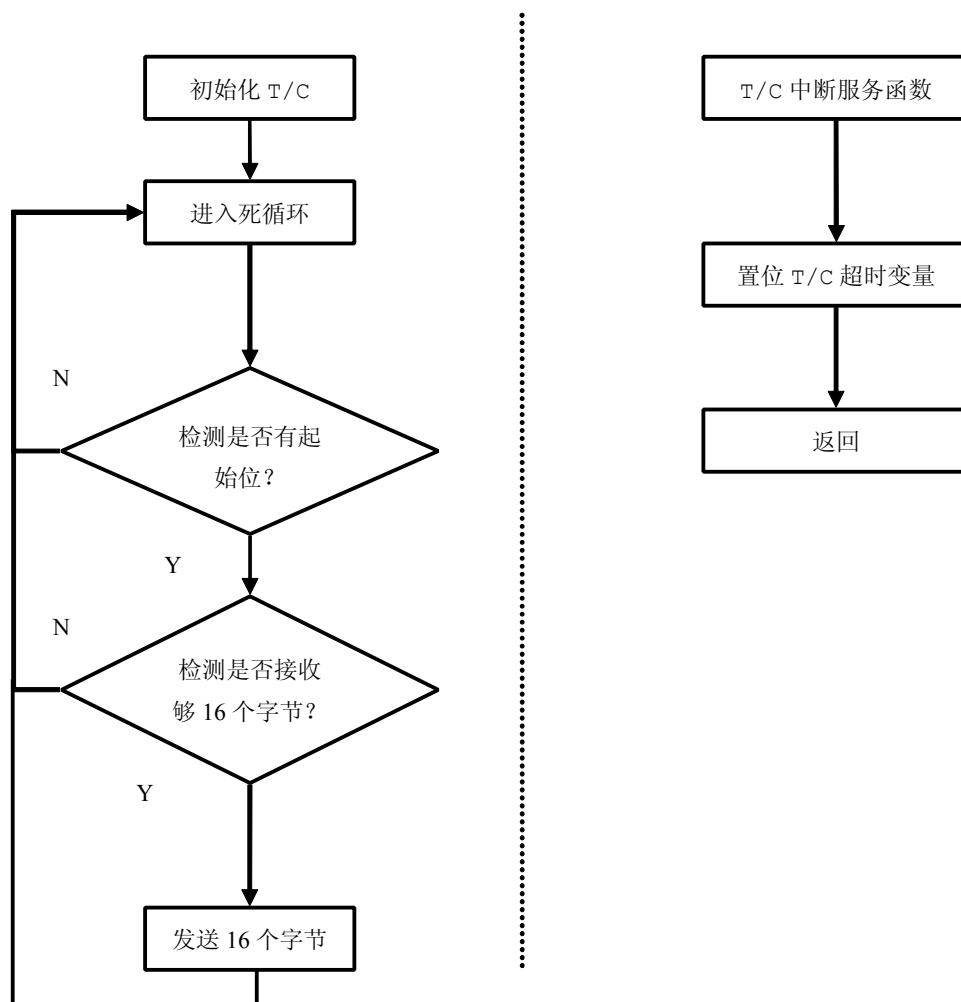 初始化 T/C
进入死循环
N
检测是否有起
始位？
Y
N
检测是否接收
够 16 个字节？
Y
发送 16 个字节
T/C 中断服务函数
置位 T/C 超时变量
返回